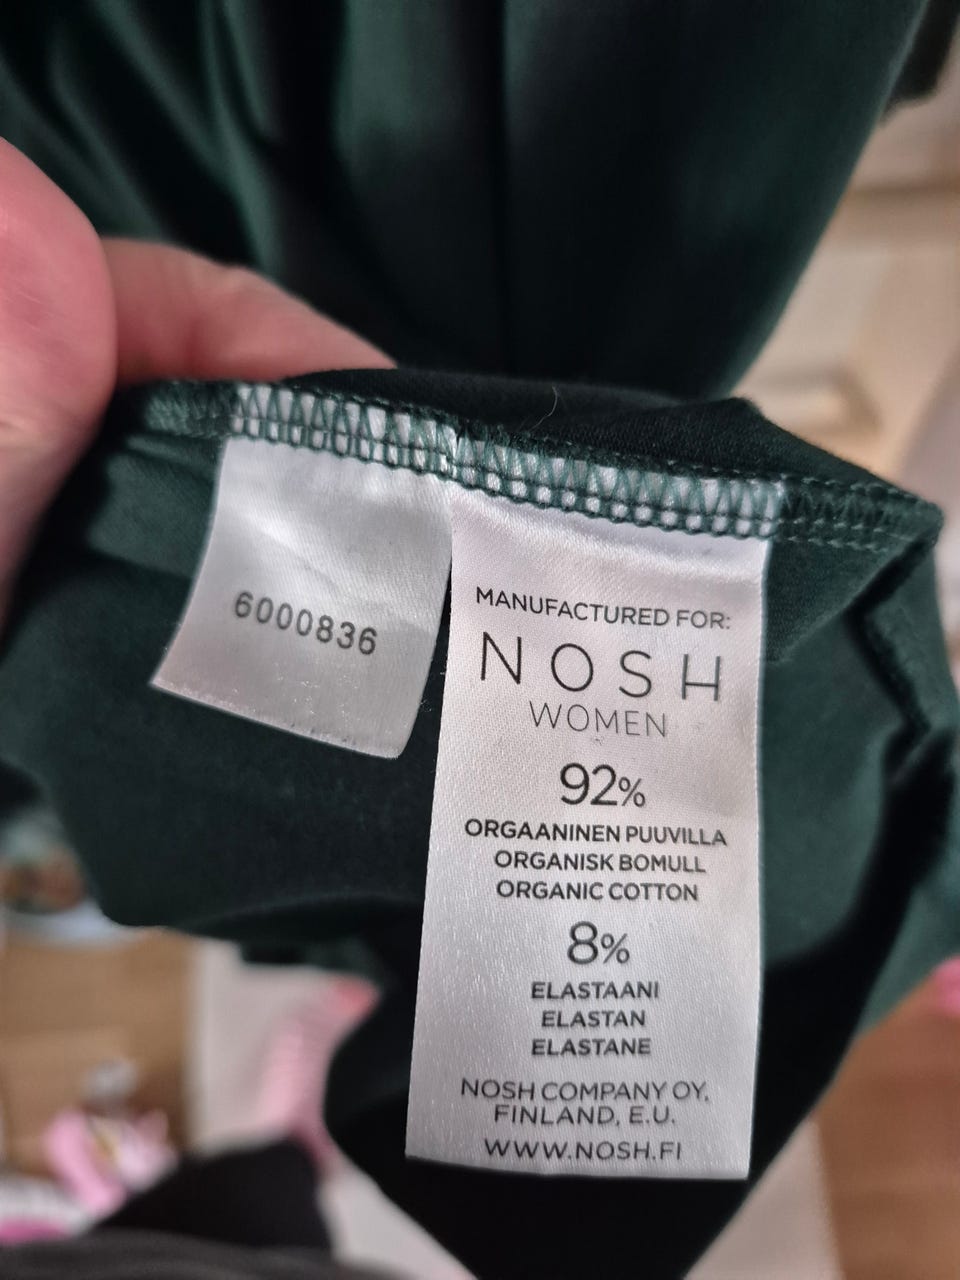 6000836
MANUFACTURED FOR:
NOSH
WOMEN
92%
ORGAANINEN PUUVILLA
ORGANISK BOMULL
ORGANIC COTTON
8%
ELASTAANI
ELASTAN
ELASTANE
NOSH COMPANY OY,
FINLAND, E.U.
WWW.NOSH.FI